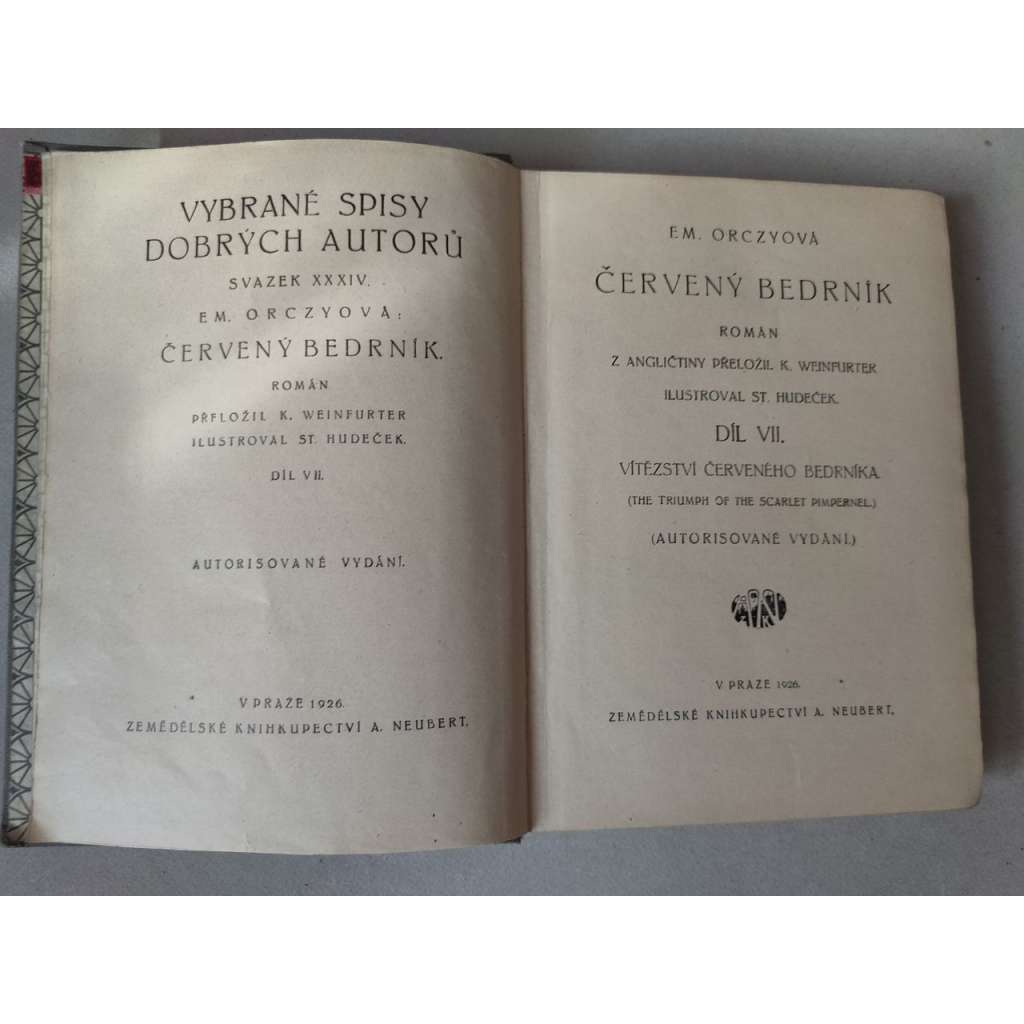 VYBRANÉ SPISY
DOBRÝCH AUTORŮ
SVAZEK XXXIV.
EM. ORCZYOVÁ:
ČERVENÝ BEDRNÍK.
ROMÁN
PŘELOŽIL K. WEINFURTER
ILUSTROVAL ST. HUDEČEK.
DÍL VII.
AUTORISOVANÉ VYDÁNÍ.
V PRAZE 1926.
ZEMĚDĚLSKÉ KNIHKUPECTVÍ A. NEUBERT.
EM. ORCZYOVÁ
ČERVENÝ BEDRNÍK
ROMÁN
Z ANGLIČTINY PŘELOŽIL K. WEINFURTER
ILUSTROVAL ST. HUDEČEK.
DÍL VII.
VÍTĚZSTVÍ ČERVENÉHO BEDRNÍKA.
(THE TRIUMPH OF THE SCARLET PIMPERNEL.)
(AUTORISOVANÉ VYDÁNÍ.)
V PRAZE 1926.
ZEMĚDĚLSKÉ KNIHKUPECTVÍ A. NEUBERT.